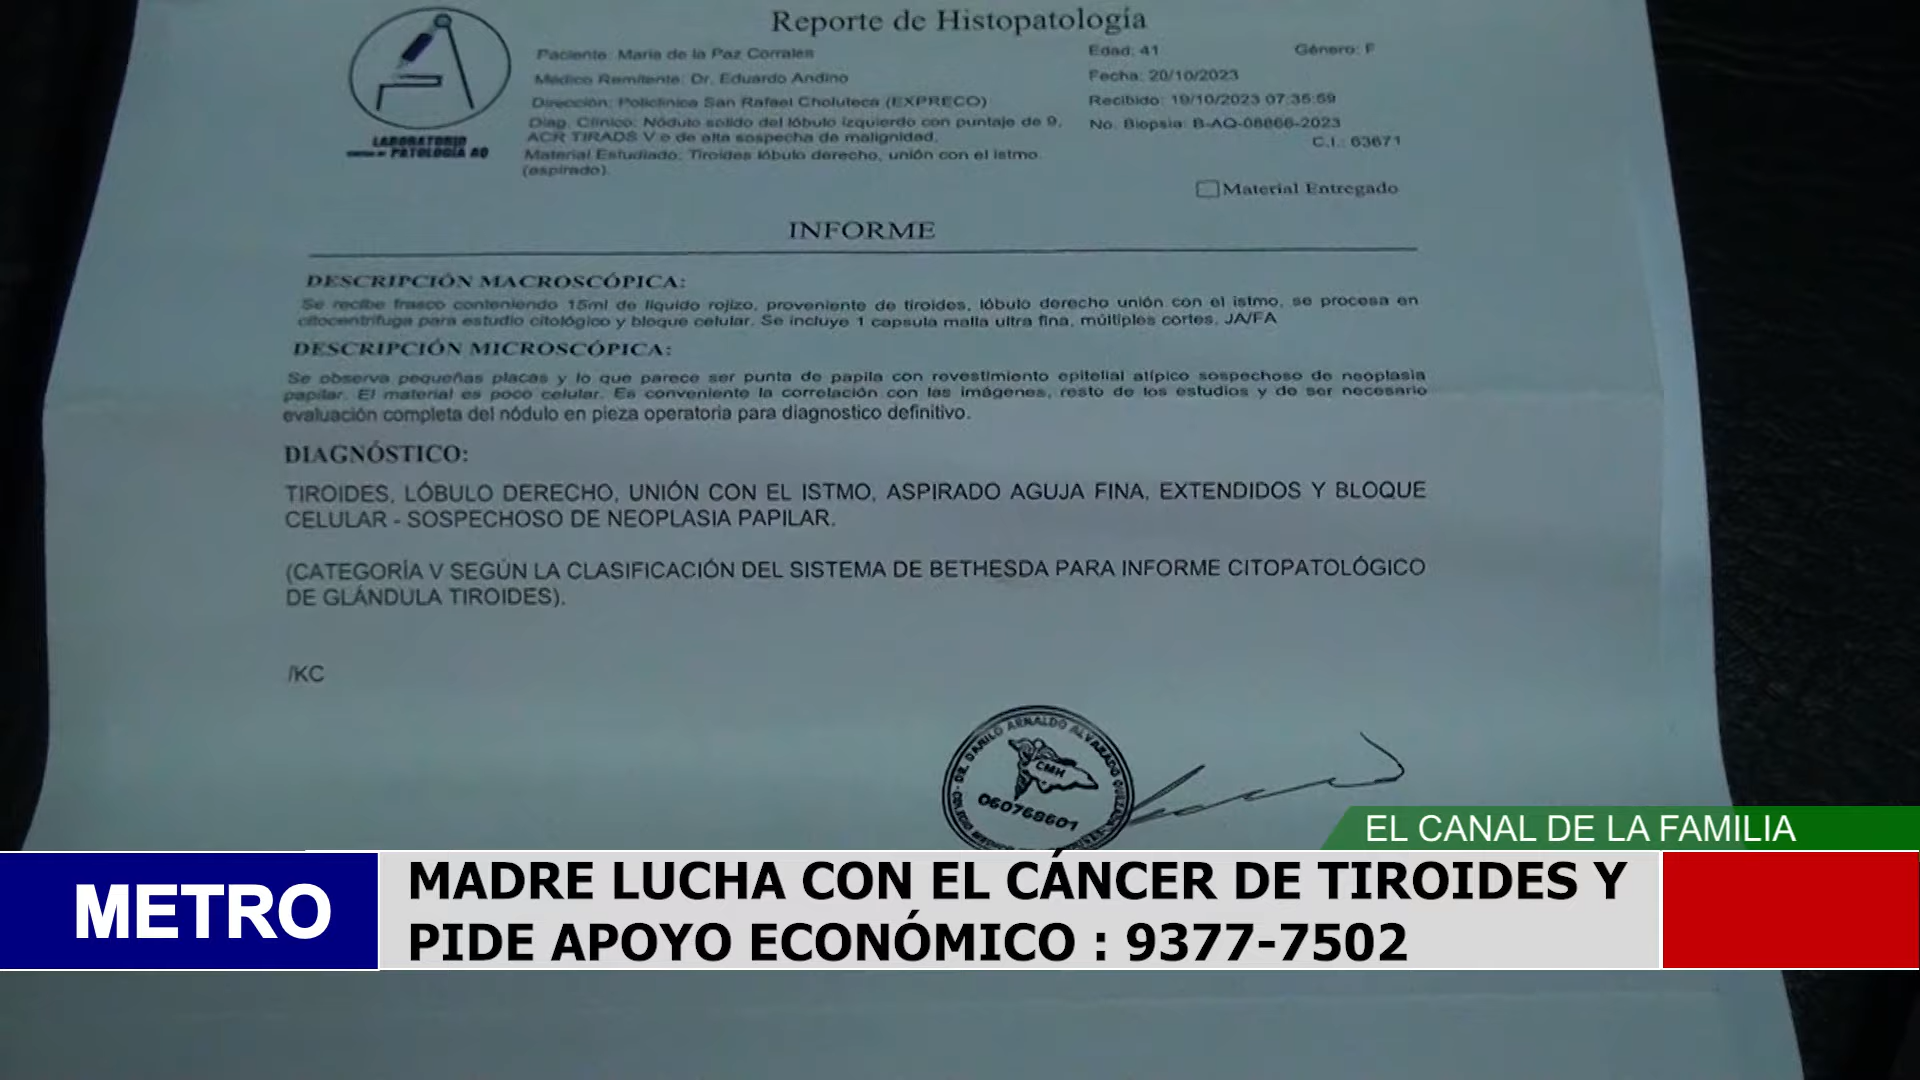 Reporte de Histopatología
Paciente: Maria de la Paz Corrales
Edad: 41
Género: F
Médico Remitente: Dr. Eduardo Andino
Fecha: 20/10/2023
Dirección: Policlínica San Rafael Choluteca (EXPRECO)
Recibido: 19/10/2023 07:35:59
Diag. Clínico: Nódulo solido del lóbulo izquierdo con puntaje de 9,
ACR TIRADS V o de alta sospecha de malignidad.
No. Biopsia: B-AQ-08866-2023
C.I.: 63671
Material Estudiado: Tiroides lóbulo derecho, unión con el istmo.
(aspirado).
LABORATORIO
PATOLOGÍA AQ
Material Entregado
INFORME
DESCRIPCIÓN MACROSCÓPICA:
Se recibe frasco conteniendo 15ml de liquido rojizo, proveniente de tiroides, lóbulo derecho unión con el istmo, se procesa en
citocentrifuga para estudio citológico y bloque celular. Se incluye 1 capsula malla ultra fina, múltiples cortes. JA/FA
DESCRIPCIÓN MICROSCÓPICA:
Se observa pequeñas placas y lo que parece ser punta de papila con revestimiento epitelial atípico sospechoso de neoplasia
papilar. El material es poco celular. Es conveniente la correlación con las imágenes, resto de los estudios y de ser necesario
evaluación completa del nódulo en pieza operatoria para diagnostico definitivo.
DIAGNÓSTICO:
TIROIDES, LÓBULO DERECHO, UNIÓN CON EL ISTMO, ASPIRADO AGUJA FINA, EXTENDIDOS Y BLOQUE
CELULAR - SOSPECHOSO DE NEOPLASIA PAPILAR.
(CATEGORÍA V SEGÚN LA CLASIFICACIÓN DEL SISTEMA DE BETHESDA PARA INFORME CITOPATOLÓGICO
DE GLÁNDULA TIROIDES).
/KC
DR. DANILO ARNALDO ALVARADO
CMH
060768601
EL CANAL DE LA FAMILIA
METRO
MADRE LUCHA CON EL CÁNCER DE TIROIDES Y
PIDE APOYO ECONÓMICO : 9377-7502